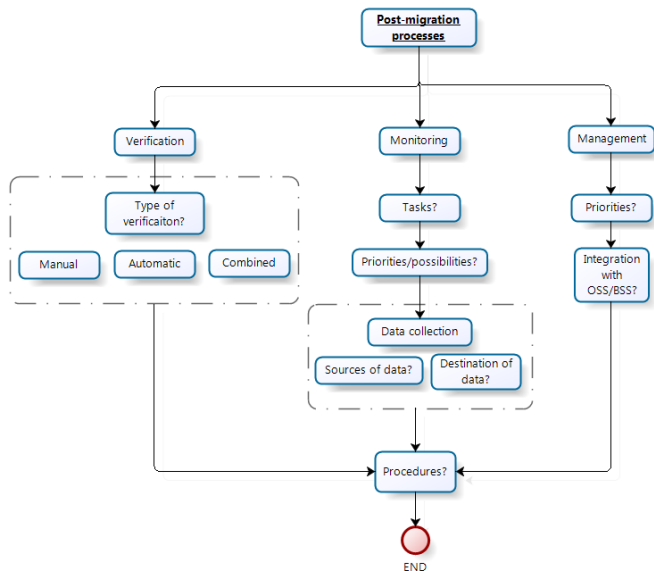 Post-migration
processes
Verification
Monitoring
Management
Type of
verificaiton?
Manual
Automatic
Combined
Tasks?
Priorities/possibilities?
Data collection
Sources of data?
Destination of
data?
Priorities?
Integration
with
OSS/BSS?
Procedures?
END